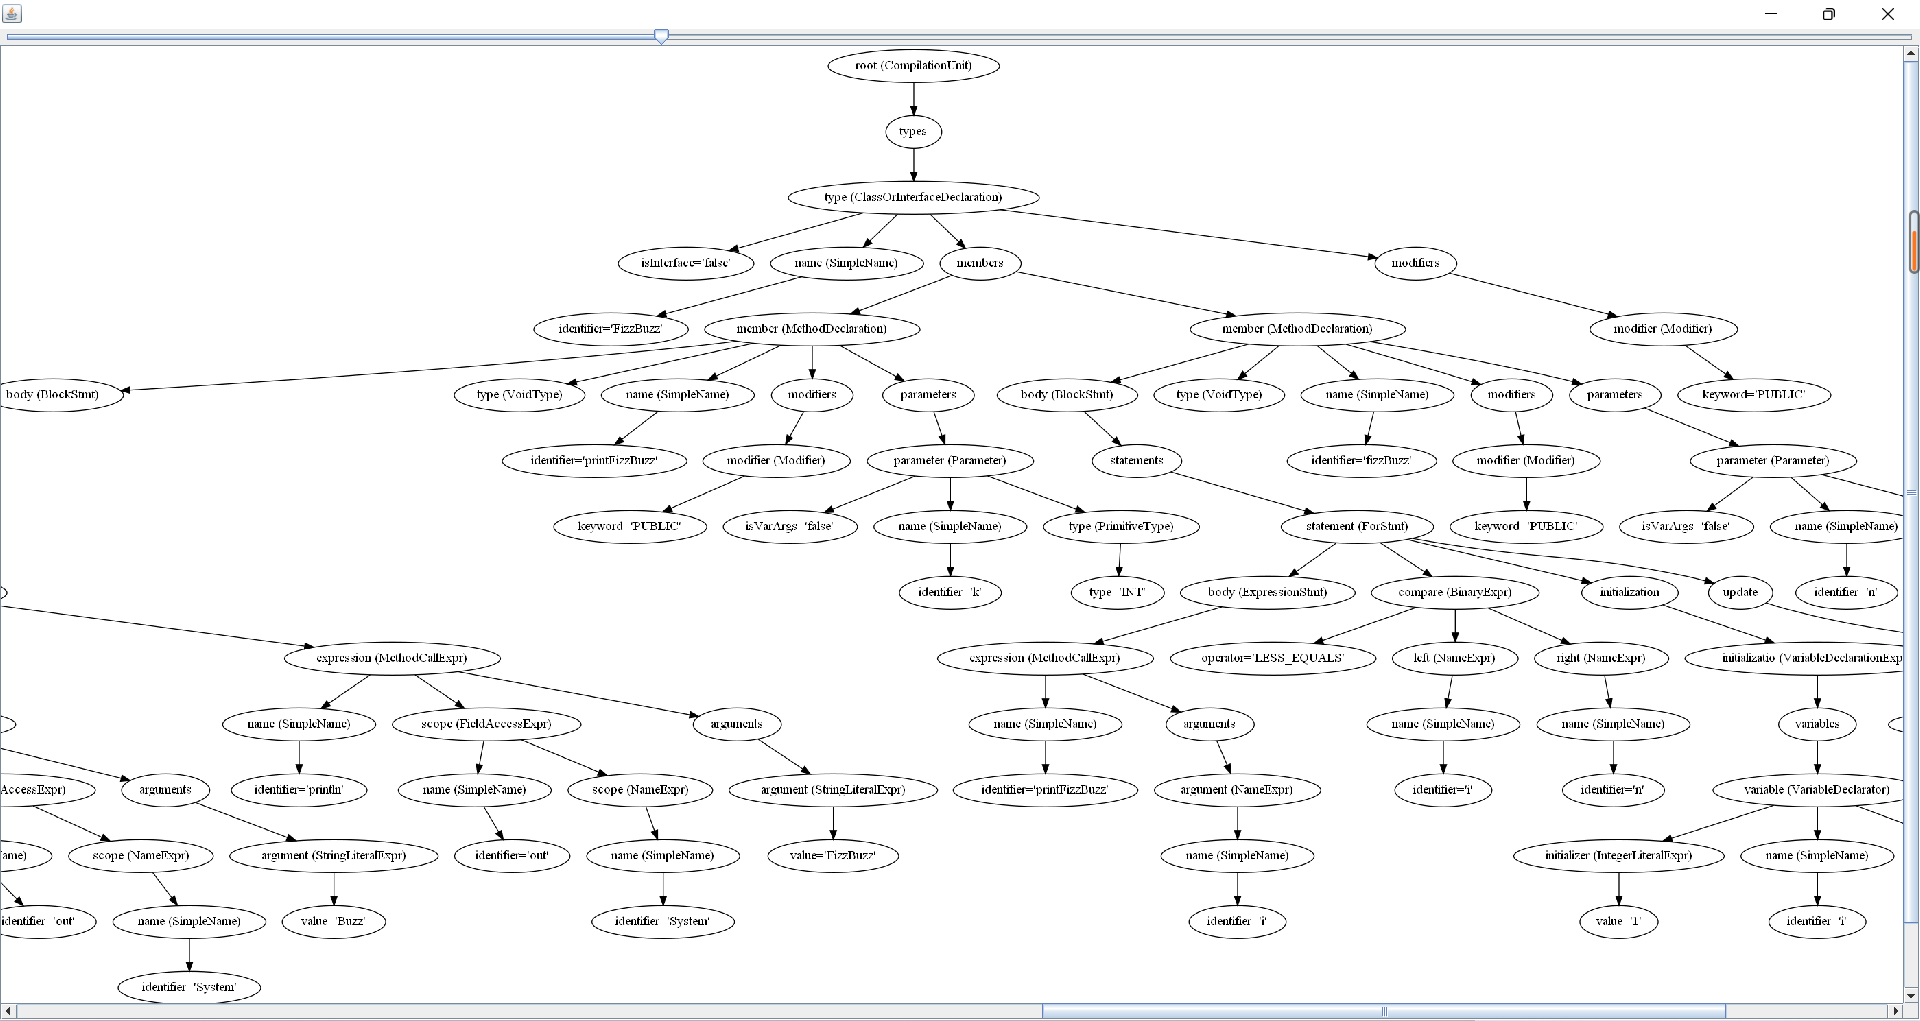 root (CompilationUnit)
types
type (ClassOrInterfaceDeclaration)
isInterface='false' name (SimpleName) members modifiers
identifier='FizzBuzz' member (MethodDeclaration) member (MethodDeclaration) modifier (Modifier)
body (BlockStmt) type (VoidType) name (SimpleName) modifiers parameters body (BlockStmt) type (VoidType) name (SimpleName) modifiers parameters keyword='PUBLIC'
identifier='printFizzBuzz' modifier (Modifier) parameter (Parameter) statements identifier='fizzBuzz' modifier (Modifier) parameter (Parameter)
keyword 'PUBLIC' isVarArgs 'false' name (SimpleName) type (PrimitiveType) statement (ForStmt) keyword 'PUBLIC' isVarArgs 'false' name (SimpleName)
identifier 'k' type 'INT' body (ExpressionStmt) compare (BinaryExpr) initialization update identifier 'n'
expression (MethodCallExpr) expression (MethodCallExpr) operator='LESS_EQUALS' left (NameExpr) right (NameExpr) initializatio (VariableDeclarationExp
name (SimpleName) scope (FieldAccessExpr) arguments name (SimpleName) arguments name (SimpleName) name (SimpleName) variables
AccessExpr) arguments identifier='println' name (SimpleName) scope (NameExpr) argument (StringLiteralExpr) identifier='printFizzBuzz' argument (NameExpr) identifier='i' identifier='n' variable (VariableDeclarator)
ame) scope (NameExpr) argument (StringLiteralExpr) identifier='out' name (SimpleName) value='FizzBuzz' name (SimpleName) initializer (IntegerLiteralExpr) name (SimpleName)
identifier 'out' name (SimpleName) value 'Buzz' identifier 'System' identifier 'i' value '1' identifier 'i'
identifier 'System'